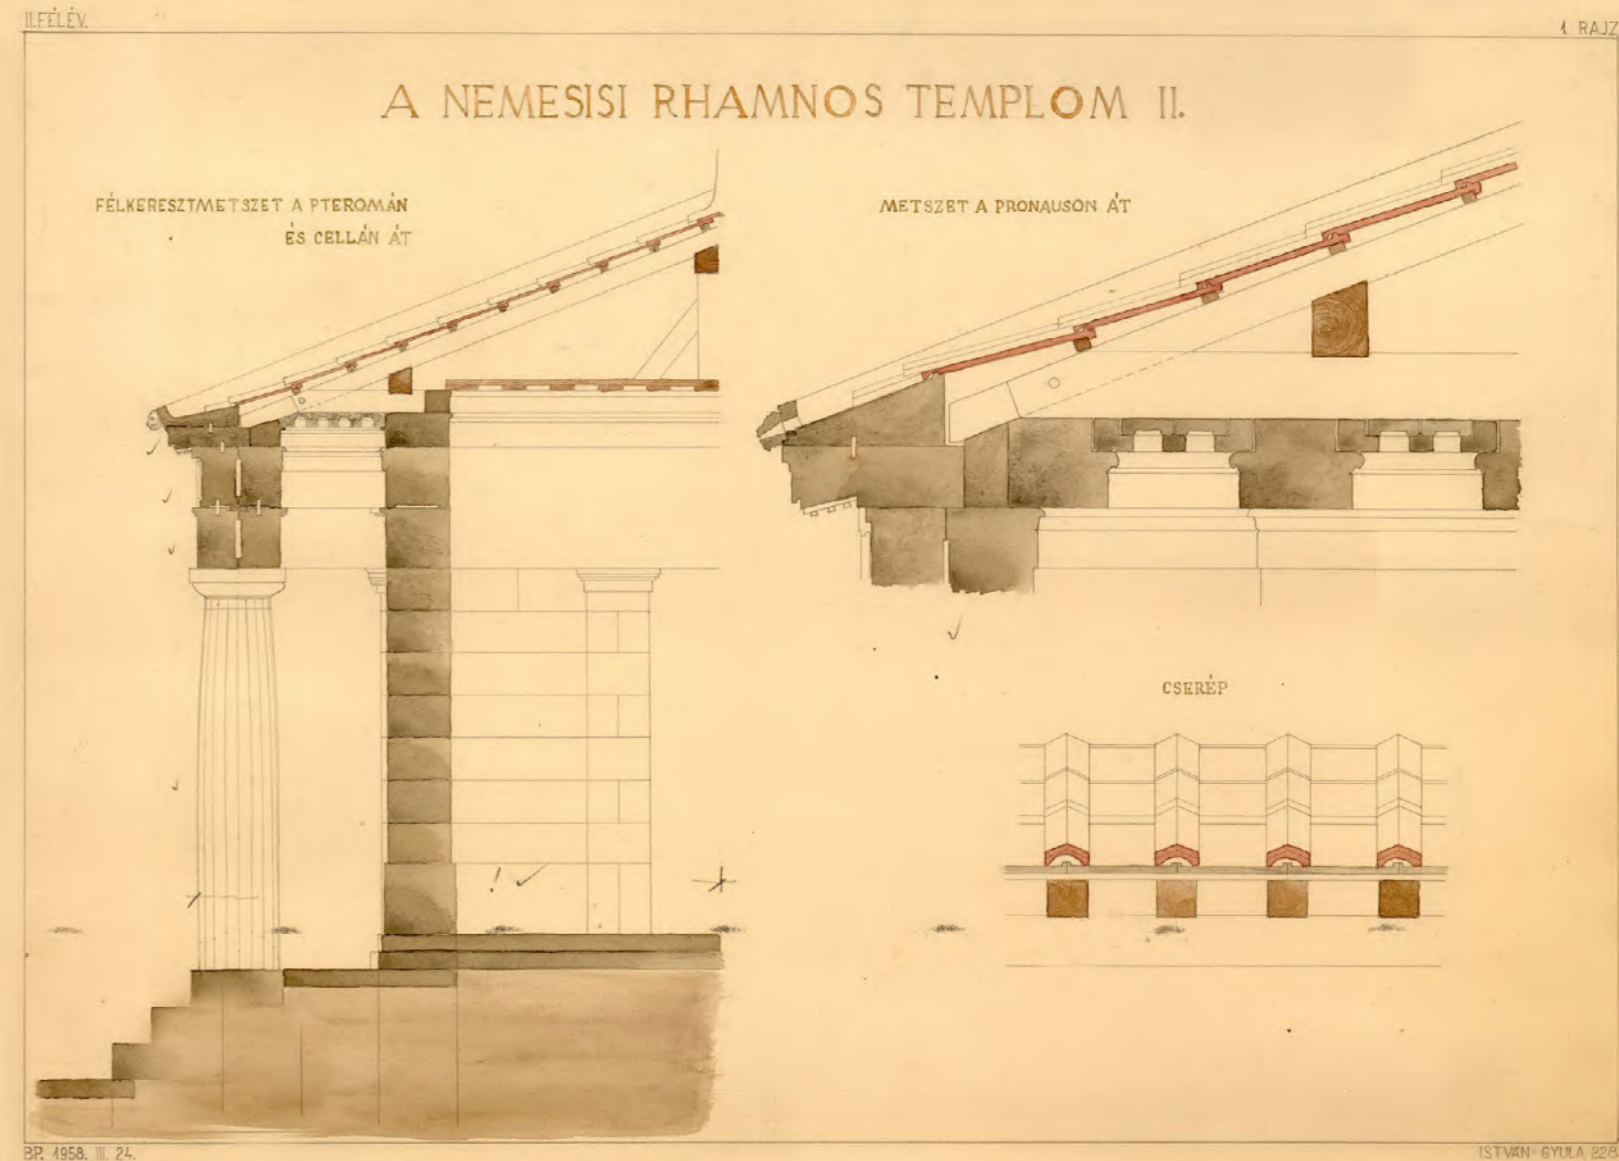 II.FÉLÉV.
1. RAJZ
A NEMESISI RHAMNOS TEMPLOM II.
FÉLKERESZTMETSZET A PTEROMÁN
ÉS CELLÁN ÁT
METSZET A PRONAUSON ÁT
CSERÉP
BP. 1958. III. 24.
ISTVÁN GYULA 228